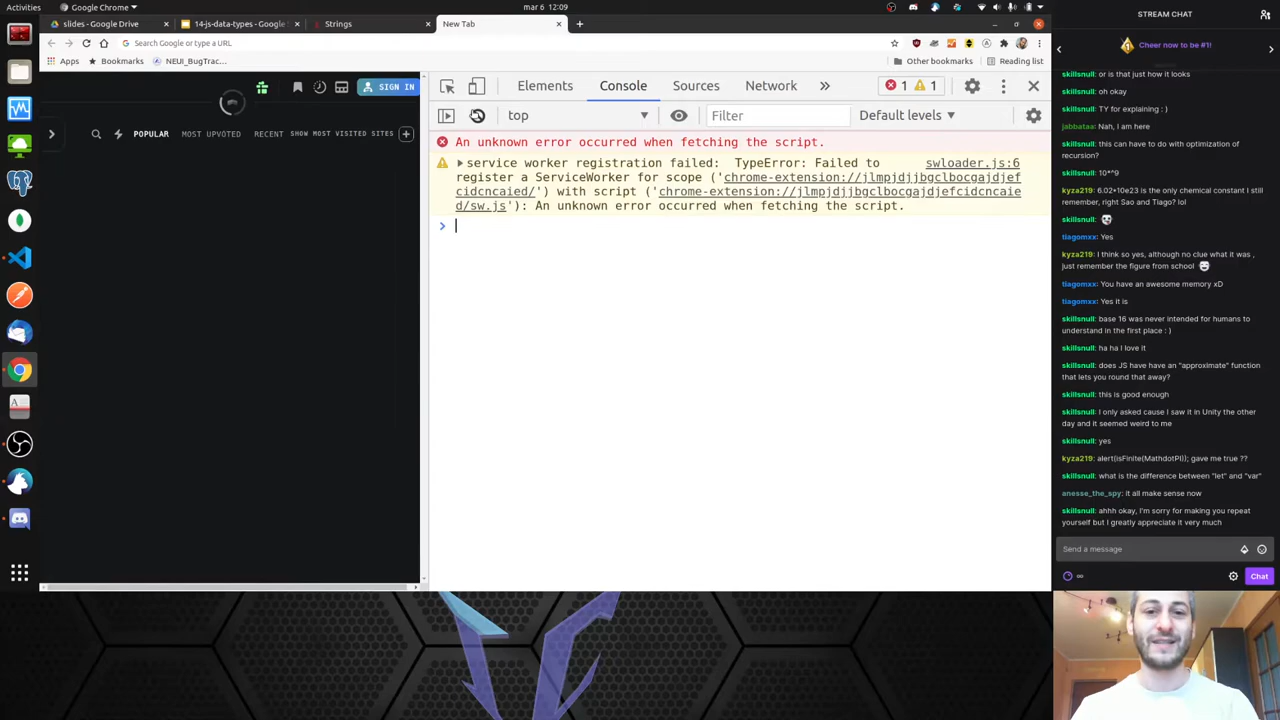 Activities
Google Chrome
mar 6 12:09
slides - Google Drive
14-js-data-types - Google S
Strings
New Tab
Search Google or type a URL
Apps
Bookmarks
NEUI_BugTrac...
Other bookmarks
Reading list
SIGN IN
POPULAR
MOST UPVOTED
RECENT
SHOW MOST VISITED SITES
Elements
Console
Sources
Network
1
1
top
Filter
Default levels
An unknown error occurred when fetching the script.
service worker registration failed: TypeError: Failed to swloader.js:6
register a ServiceWorker for scope ('chrome-extension://jlmpjdjjbgclbocgajdjef
cidcncaied/') with script ('chrome-extension://jlmpjdjjbgclbocgajdjefcidcncaie
d/sw.js'): An unknown error occurred when fetching the script.
STREAM CHAT
Cheer now to be #1!
skillsnull: or is that just how it looks
skillsnull: oh okay
skillsnull: TY for explaining : )
jabbataa: Nah, I am here
skillsnull: this can have to do with optimization of
recursion?
skillsnull: 10*^9
kyza219: 6.02*10e23 is the only chemical constant I still
remember, right Sao and Tiago? lol
skillsnull:
tiagomxx: Yes
kyza219: I think so yes, although no clue what it was ,
just remember the figure from school
tiagomxx: You have an awesome memory xD
tiagomxx: Yes it is
skillsnull: base 16 was never intended for humans to
understand in the first place : )
skillsnull: ha ha I love it
skillsnull: does JS have have an "approximate" function
that lets you round that away?
skillsnull: this is good enough
skillsnull: I only asked cause I saw it in Unity the other
day and it seemed weird to me
skillsnull: yes
kyza219: alert(isFinite(MathdotPI)); gave me true ??
skillsnull: what is the difference between "let" and "var"
anesse_the_spy: it all make sense now
skillsnull: ahhh okay, I'm sorry for making you repeat
yourself but I greatly appreciate it very much
Send a message
Chat